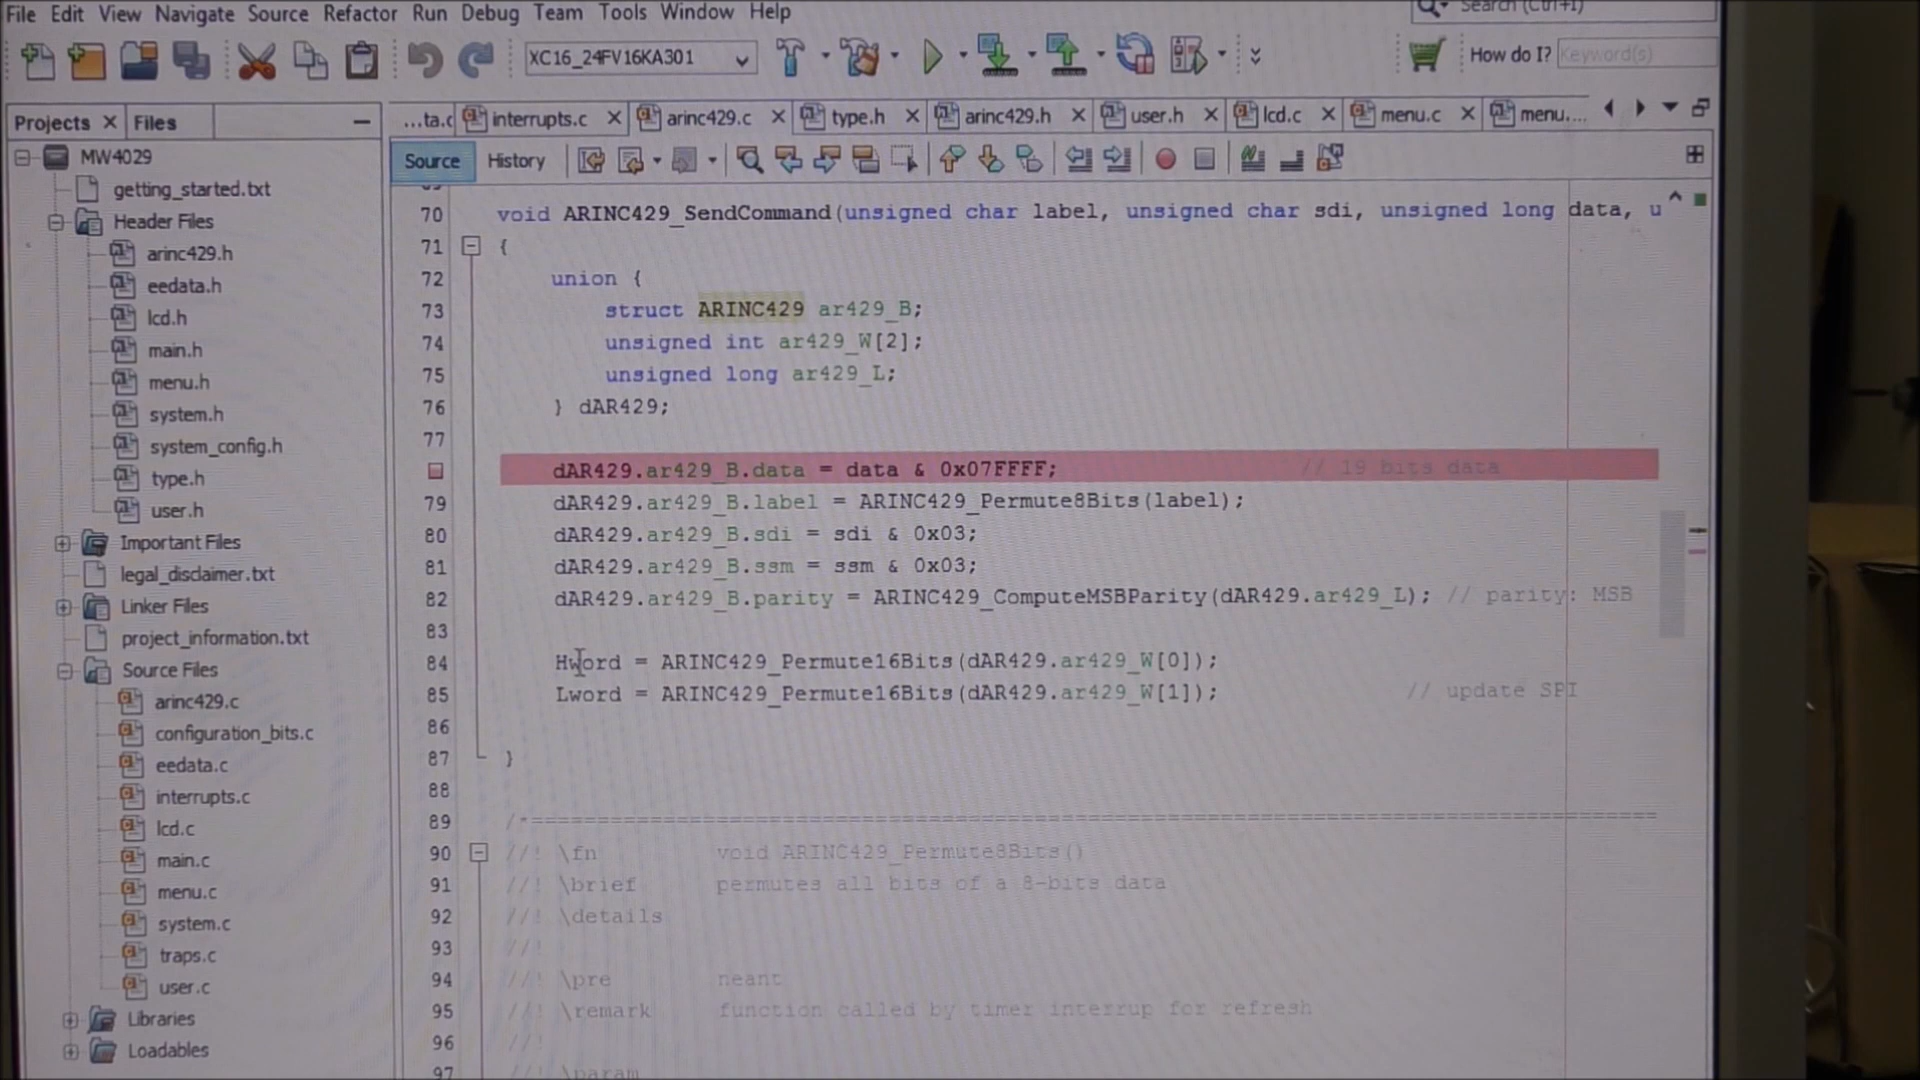 File Edit View Navigate Source Refactor Run Debug Team Tools Window Help
Search (Ctrl+I)
XC16_24FV16KA301
How do I? Keyword(s)
Projects Files
...ta.c interrupts.c arinc429.c type.h arinc429.h user.h lcd.c menu.c menu....
Source History
MW4029
getting_started.txt
Header Files
arinc429.h
eedata.h
lcd.h
main.h
menu.h
system.h
system_config.h
type.h
user.h
Important Files
legal_disclaimer.txt
Linker Files
project_information.txt
Source Files
arinc429.c
configuration_bits.c
eedata.c
interrupts.c
lcd.c
main.c
menu.c
system.c
traps.c
user.c
Libraries
Loadables
70 void ARINC429_SendCommand(unsigned char label, unsigned char sdi, unsigned long data, u
71 {
72 union {
73 struct ARINC429 ar429_B;
74 unsigned int ar429_W[2];
75 unsigned long ar429_L;
76 } dAR429;
77
dAR429.ar429_B.data = data & 0x07FFFF; // 19 bits data
79 dAR429.ar429_B.label = ARINC429_Permute8Bits(label);
80 dAR429.ar429_B.sdi = sdi & 0x03;
81 dAR429.ar429_B.ssm = ssm & 0x03;
82 dAR429.ar429_B.parity = ARINC429_ComputeMSBParity(dAR429.ar429_L); // parity: MSB
83
84 Hword = ARINC429_Permute16Bits(dAR429.ar429_W[0]);
85 Lword = ARINC429_Permute16Bits(dAR429.ar429_W[1]); // update SPI
86
87 }
88
89 /*==============================================================================
90 //! \fn void ARINC429_Permute8Bits()
91 //! \brief permutes all bits of a 8-bits data
92 //! \details
93 //!
94 //! \pre neant
95 //! \remark function called by timer interrup for refresh
96 //!
97 //! \param